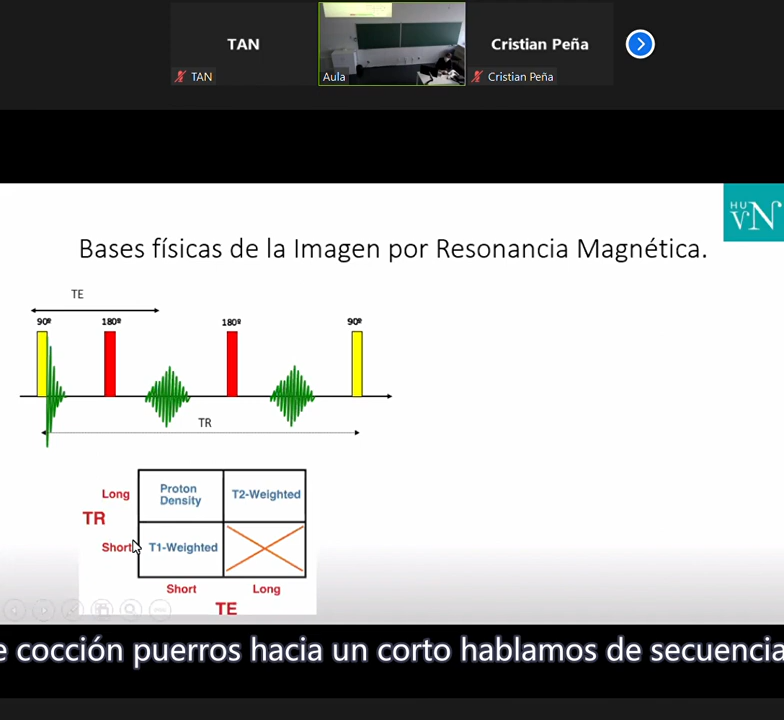 TAN
Cristian Peña
TAN
Aula
Cristian Peña
HU
VN
Bases físicas de la Imagen por Resonancia Magnética.
TE
90º
180º
180º
90º
TR
Long
Proton
Density
T2-Weighted
TR
Short
T1-Weighted
Short
Long
TE
e cocción puerros hacia un corto hablamos de secuencia